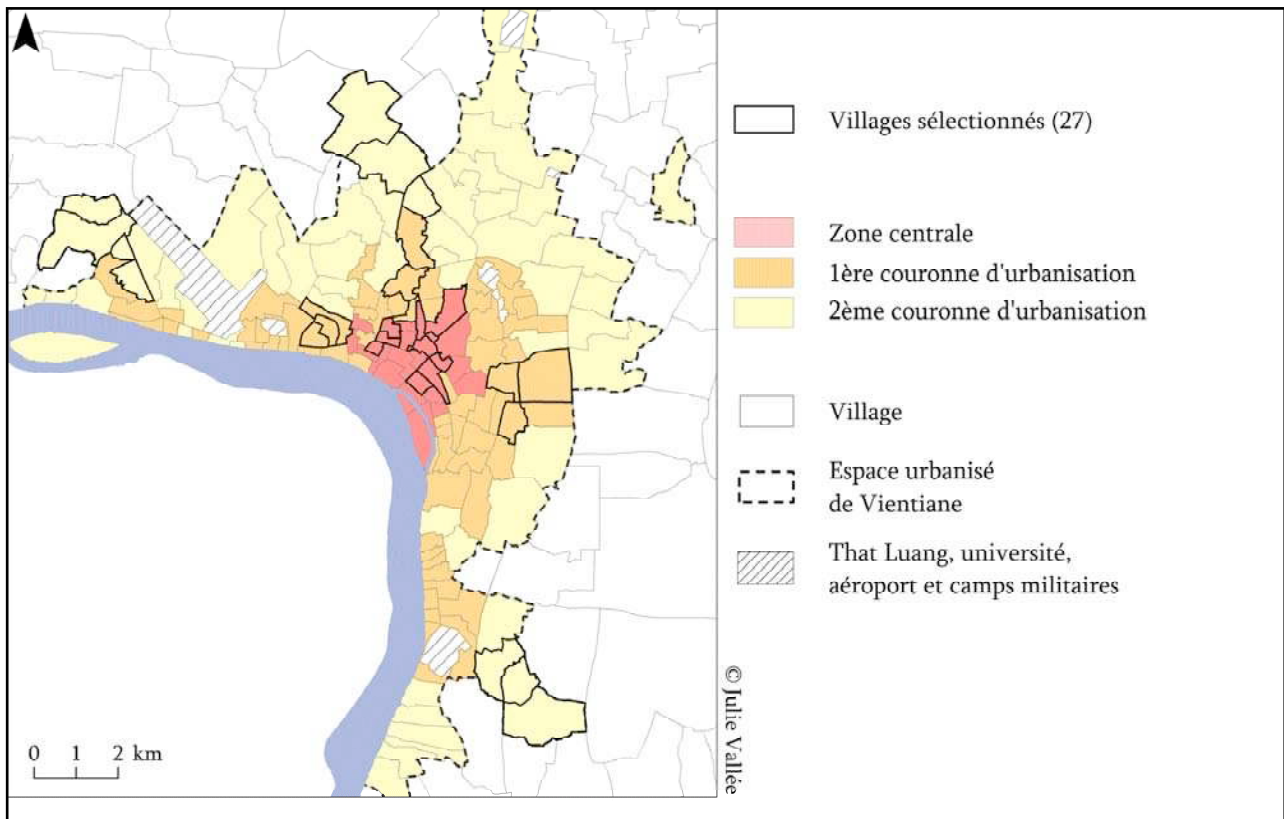 Villages sélectionnés (27)
Zone centrale
1ère couronne d'urbanisation
2ème couronne d'urbanisation
Village
Espace urbanisé
de Vientiane
That Luang, université,
aéroport et camps militaires
0 1 2 km
© Julie Vallée